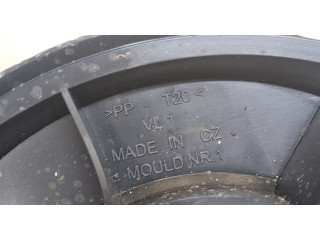 >PP - T20<
VL 1
MADE IN CZ
MOULD NR.1